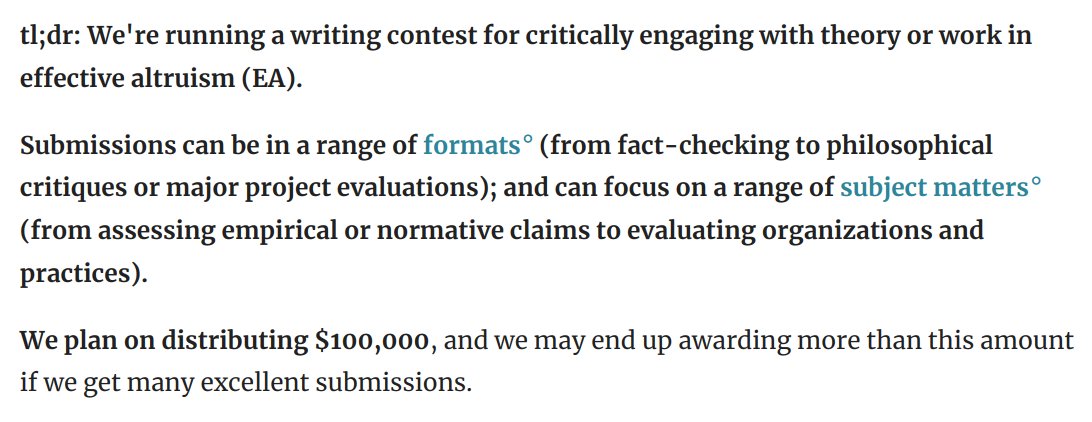 tl;dr: We're running a writing contest for critically engaging with theory or work in
effective altruism (EA).
Submissions can be in a range of formats° (from fact-checking to philosophical
critiques or major project evaluations); and can focus on a range of subject matters°
(from assessing empirical or normative claims to evaluating organizations and
practices).
We plan on distributing $100,000, and we may end up awarding more than this amount
if we get many excellent submissions.